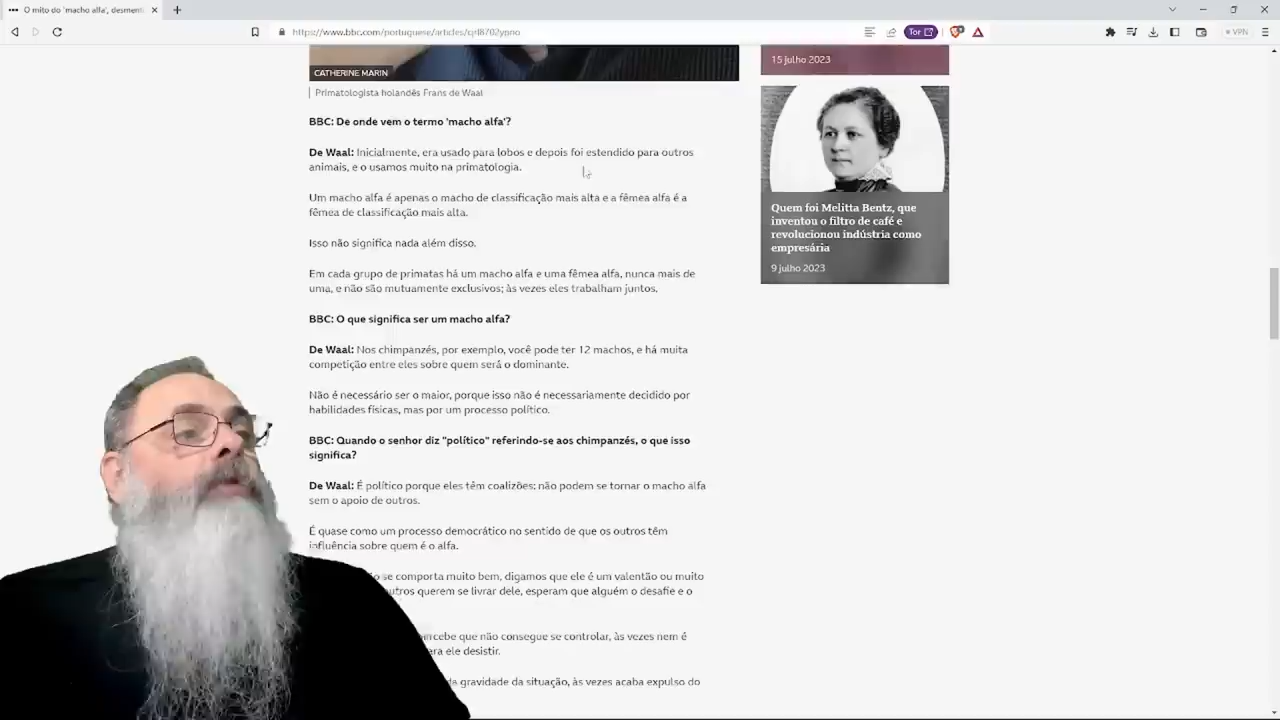 O mito do 'macho alfa', desment
https://www.bbc.com/portuguese/articles/
Tor
VPN
CATHERINE MARIN
Primatologista holandês Frans de Waal
BBC: De onde vem o termo 'macho alfa'?
De Waal: Inicialmente, era usado para lobos e depois foi estendido para outros
animais, e o usamos muito na primatologia.
Um macho alfa é apenas o macho de classificação mais alta e a fêmea alfa é a
fêmea de classificação mais alta.
Isso não significa nada além disso.
Em cada grupo de primatas há um macho alfa e uma fêmea alfa, nunca mais de
uma, e não são mutuamente exclusivos; às vezes eles trabalham juntos.
BBC: O que significa ser um macho alfa?
De Waal: Nos chimpanzés, por exemplo, você pode ter 12 machos, e há muita
competição entre eles sobre quem será o dominante.
Não é necessário ser o maior, porque isso não é necessariamente decidido por
habilidades físicas, mas por um processo político.
BBC: Quando o senhor diz "político" referindo-se aos chimpanzés, o que isso
significa?
De Waal: É político porque eles têm coalizões: não podem se tornar o macho alfa
sem o apoio de outros.
É quase como um processo democrático no sentido de que os outros têm
influência sobre quem é o alfa.
se comporta muito bem, digamos que ele é um valentão ou muito
outros querem se livrar dele, esperam que alguém o desafie e o
percebe que não consegue se controlar, às vezes nem é
ele desistir.
da gravidade da situação, às vezes acaba expulso do
15 julho 2023
Quem foi Melitta Bentz, que
inventou o filtro de café e
revolucionou indústria como
empresária
9 julho 2023